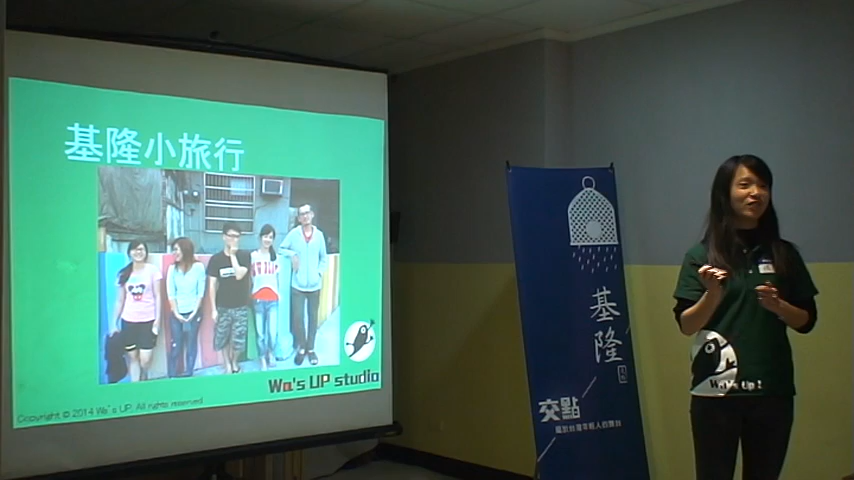 基隆小旅行
Wa's UP studio
Copyright © 2014 Wa's UP. All rights reserved
基隆
交點
Wa's Up !